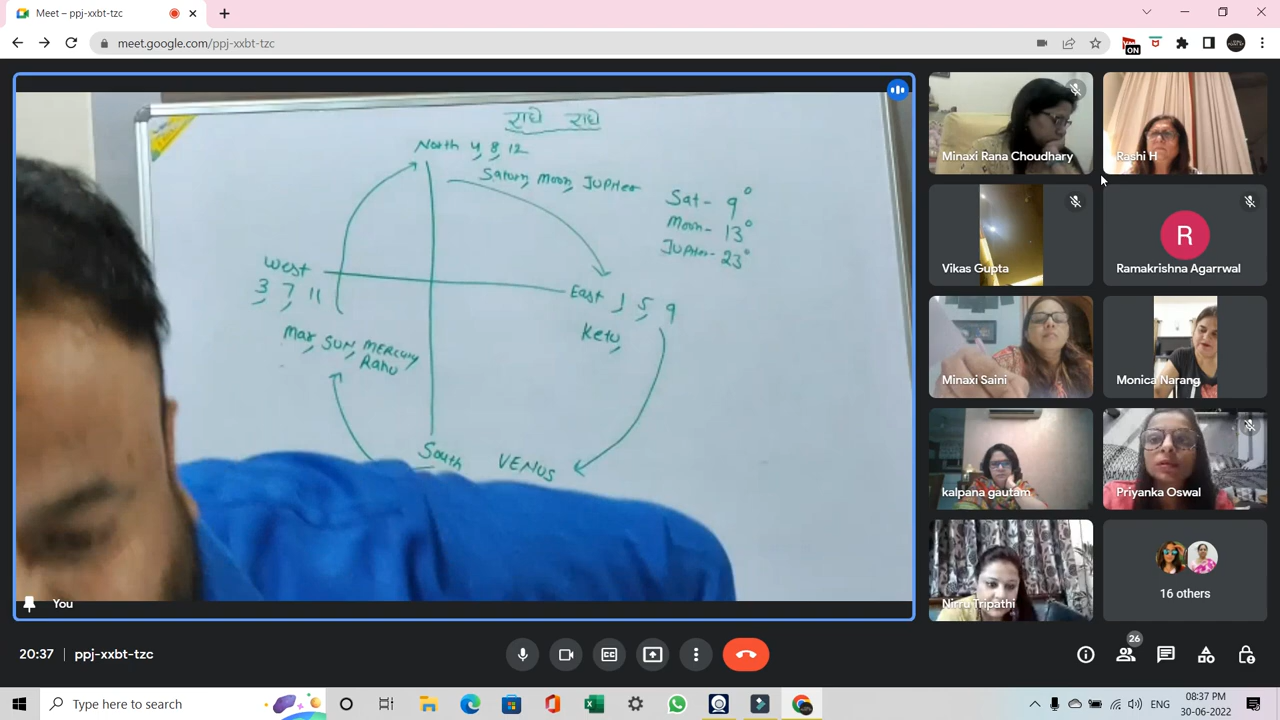 Meet – ppj-xxbt-tzc
meet.google.com/ppj-xxbt-tzc
ON
राधे राधे
North 4, 8, 12
Saturn, Moon, Jupiter
Sat - 9°
Moon - 13°
Jupiter - 23°
West
3, 7, 11
East 1, 5, 9
Mar, SUN, MERCURY
Rahu
Ketu,
South VENUS
You
Minaxi Rana Choudhary
Rashi H
Vikas Gupta
R
Ramakrishna Agarrwal
Minaxi Saini
Monica Narang
kalpana gautam
Priyanka Oswal
Nirru Tripathi
16 others
20:37 | ppj-xxbt-tzc
26
Type here to search
ENG
08:37 PM
30-06-2022